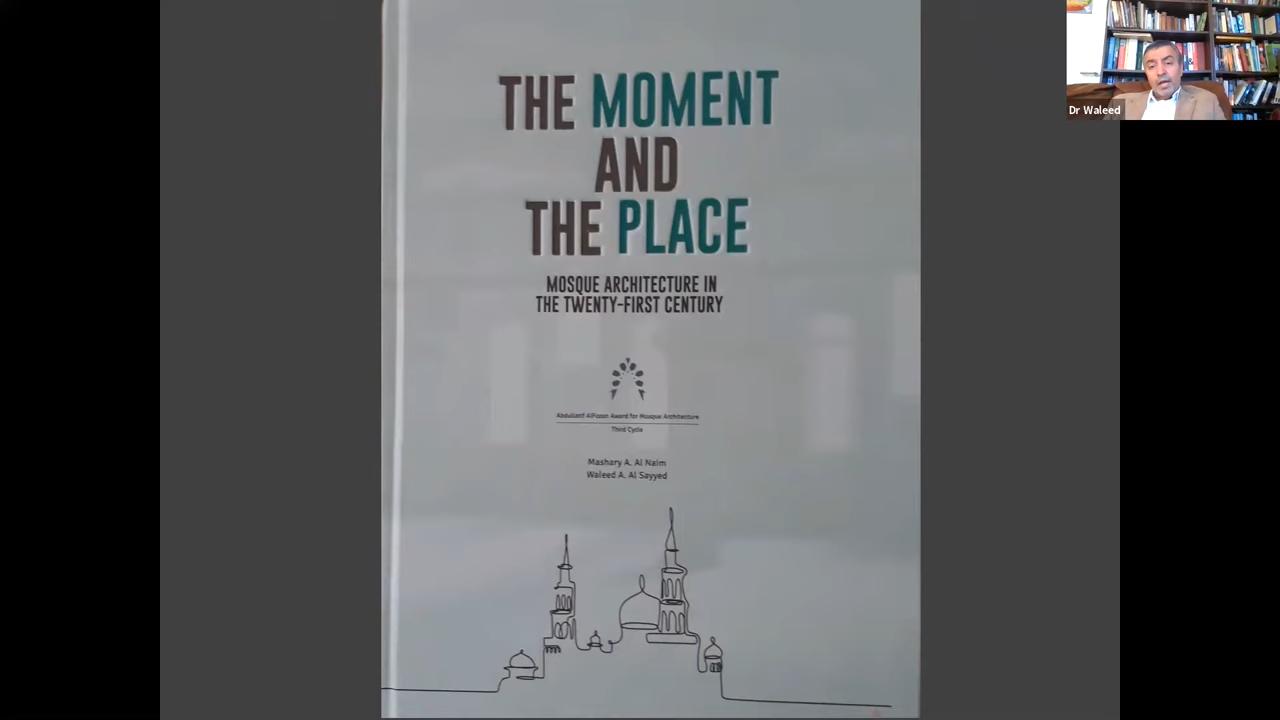 THE MOMENT
AND
THE PLACE
MOSQUE ARCHITECTURE IN
THE TWENTY-FIRST CENTURY
Abdullatif AlFozan Award for Mosque Architecture
Third Cycle
Mashary A. Al Naim
Waleed A. Al Sayyed
Dr Waleed